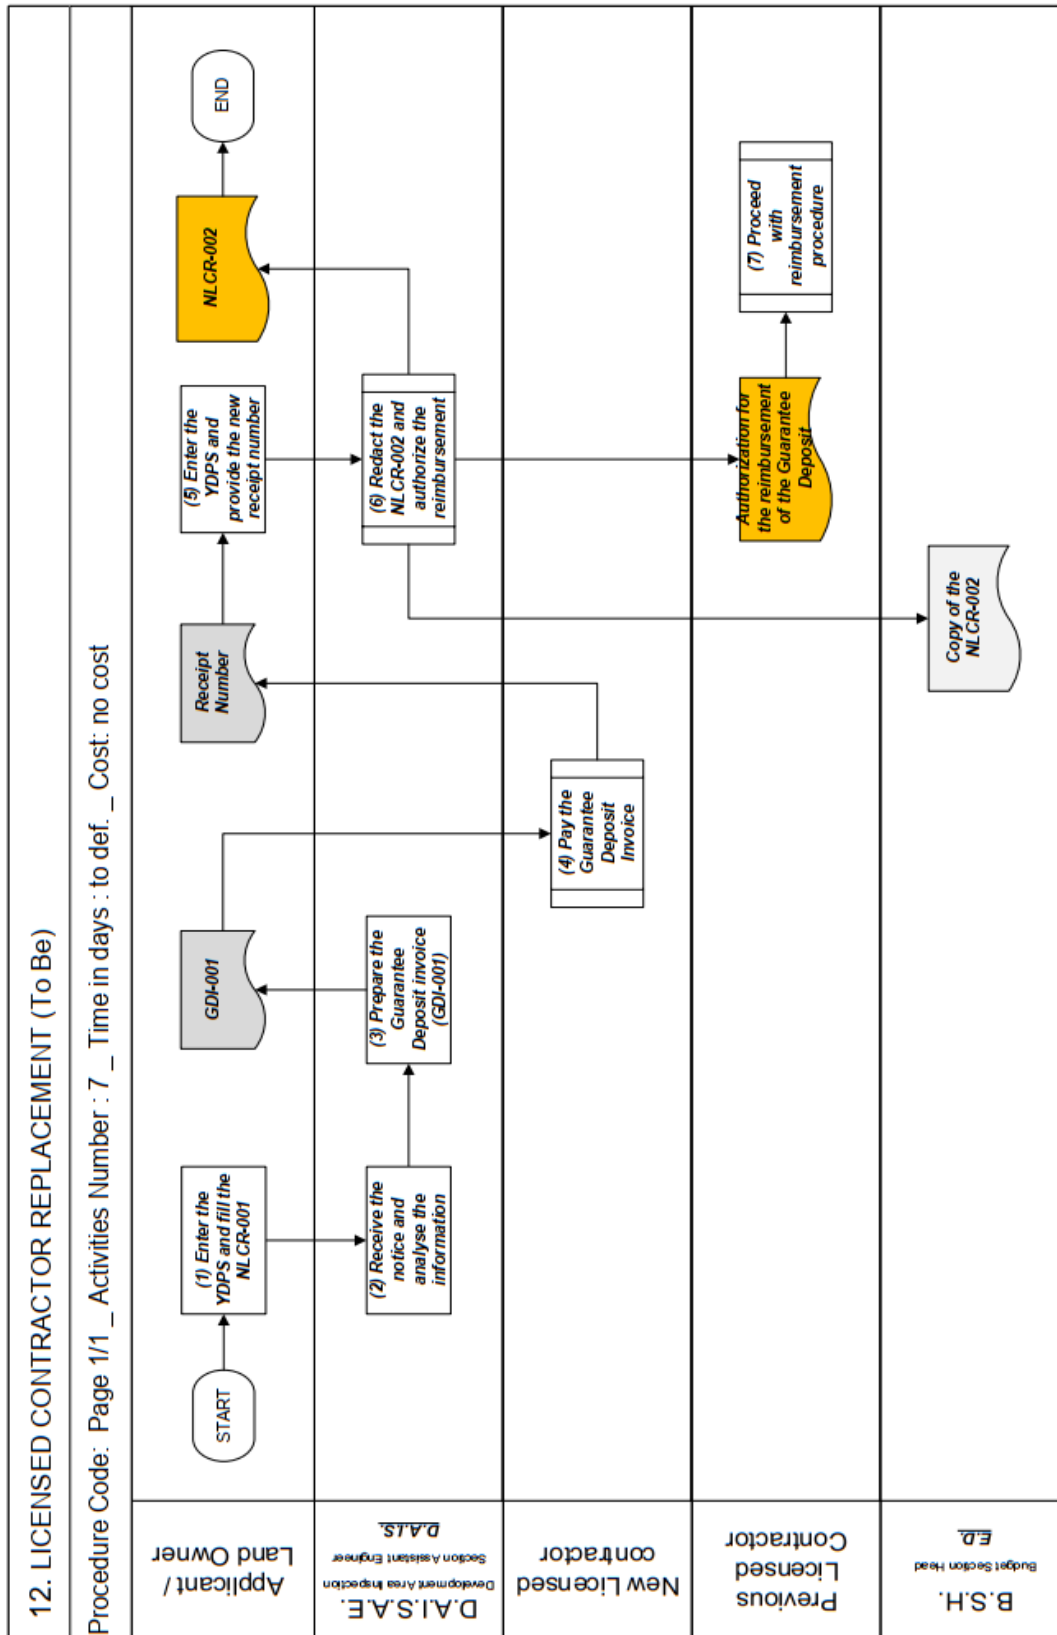 12. LICENSED CONTRACTOR REPLACEMENT (To Be)
Procedure Code: Page 1/1 _ Activities Number : 7 _ Time in days : to def. _ Cost: no cost
Applicant /
Land Owner
START
(1) Enter the
YDPS and fill the
NLCR-001
GDI-001
Receipt
Number
(5) Enter the
YDPS and
provide the new
receipt number
NLCR-002
END
D.A.I.S.A.E.
Development Area Inspection
Section Assistant Engineer
D.A.I.S.
(2) Receive the
notice and
analyse the
information
(3) Prepare the
Guarantee
Deposit invoice
(GDI-001)
(6) Redact the
NLCR-002 and
authorize the
reimbursement
New Licensed
contractor
(4) Pay the
Guarantee
Deposit
Invoice
Previous
Licensed
Contractor
Authorization for
the reimbursement
of the Guarantee
Deposit
(7) Proceed
with
reimbursement
procedure
B.S.H.
Budget Section Head
E.D.
Copy of the
NLCR-002